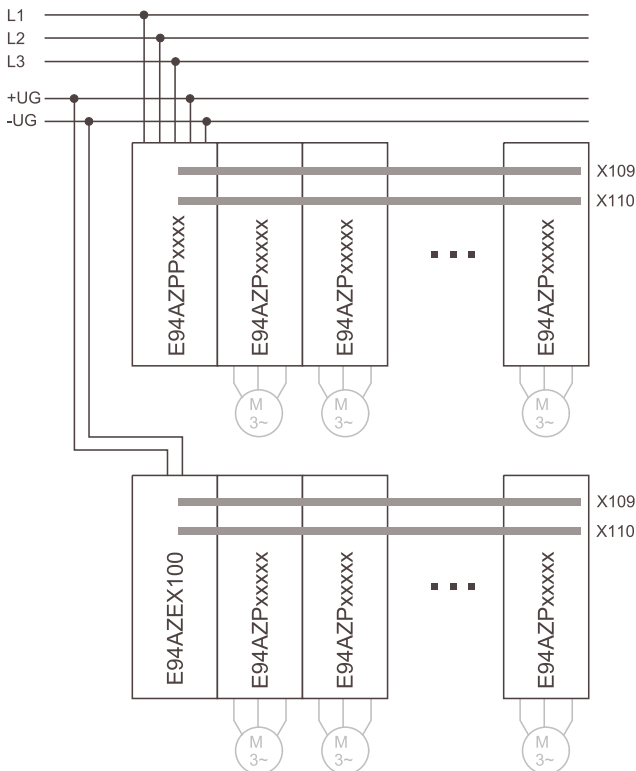 L1
L2
L3
+UG
-UG
X109
X110
E94AZPPxxxx
E94AZPxxxxx
E94AZPxxxxx
E94AZPxxxxx
M
3~
M
3~
M
3~
X109
X110
E94AZEX100
E94AZPxxxxx
E94AZPxxxxx
E94AZPxxxxx
M
3~
M
3~
M
3~